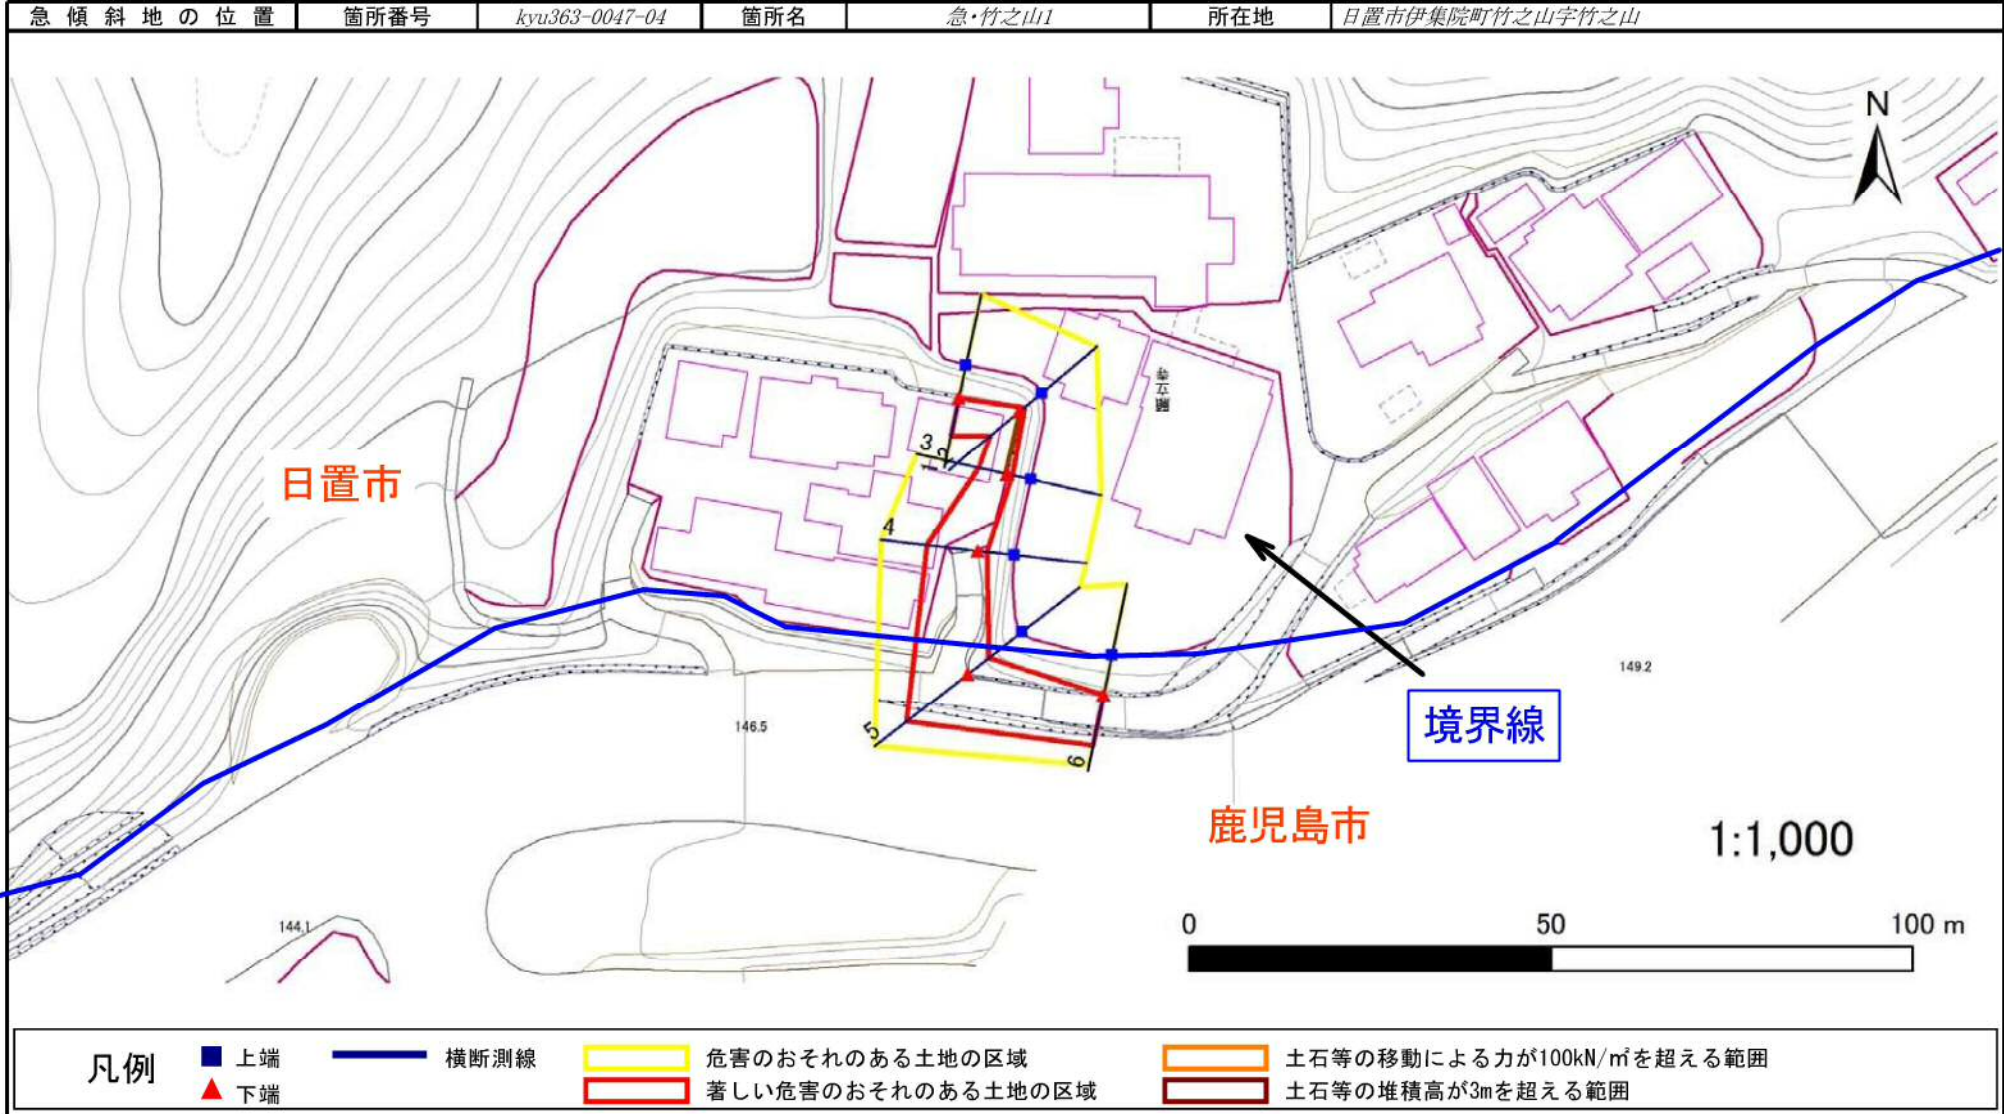 急傾斜地の位置 箇所番号 kyu363-0047-04 箇所名 急・竹之山1 所在地 日置市伊集院町竹之山字竹之山
N
願立寺
3
1 2
日置市
4
149.2
境界線
146.5
5
6
鹿児島市
1:1,000
144.1
0 50 100 m
凡例 上端 横断測線 危害のおそれのある土地の区域 土石等の移動による力が100kN/㎡を超える範囲
下端 著しい危害のおそれのある土地の区域 土石等の堆積高が3mを超える範囲